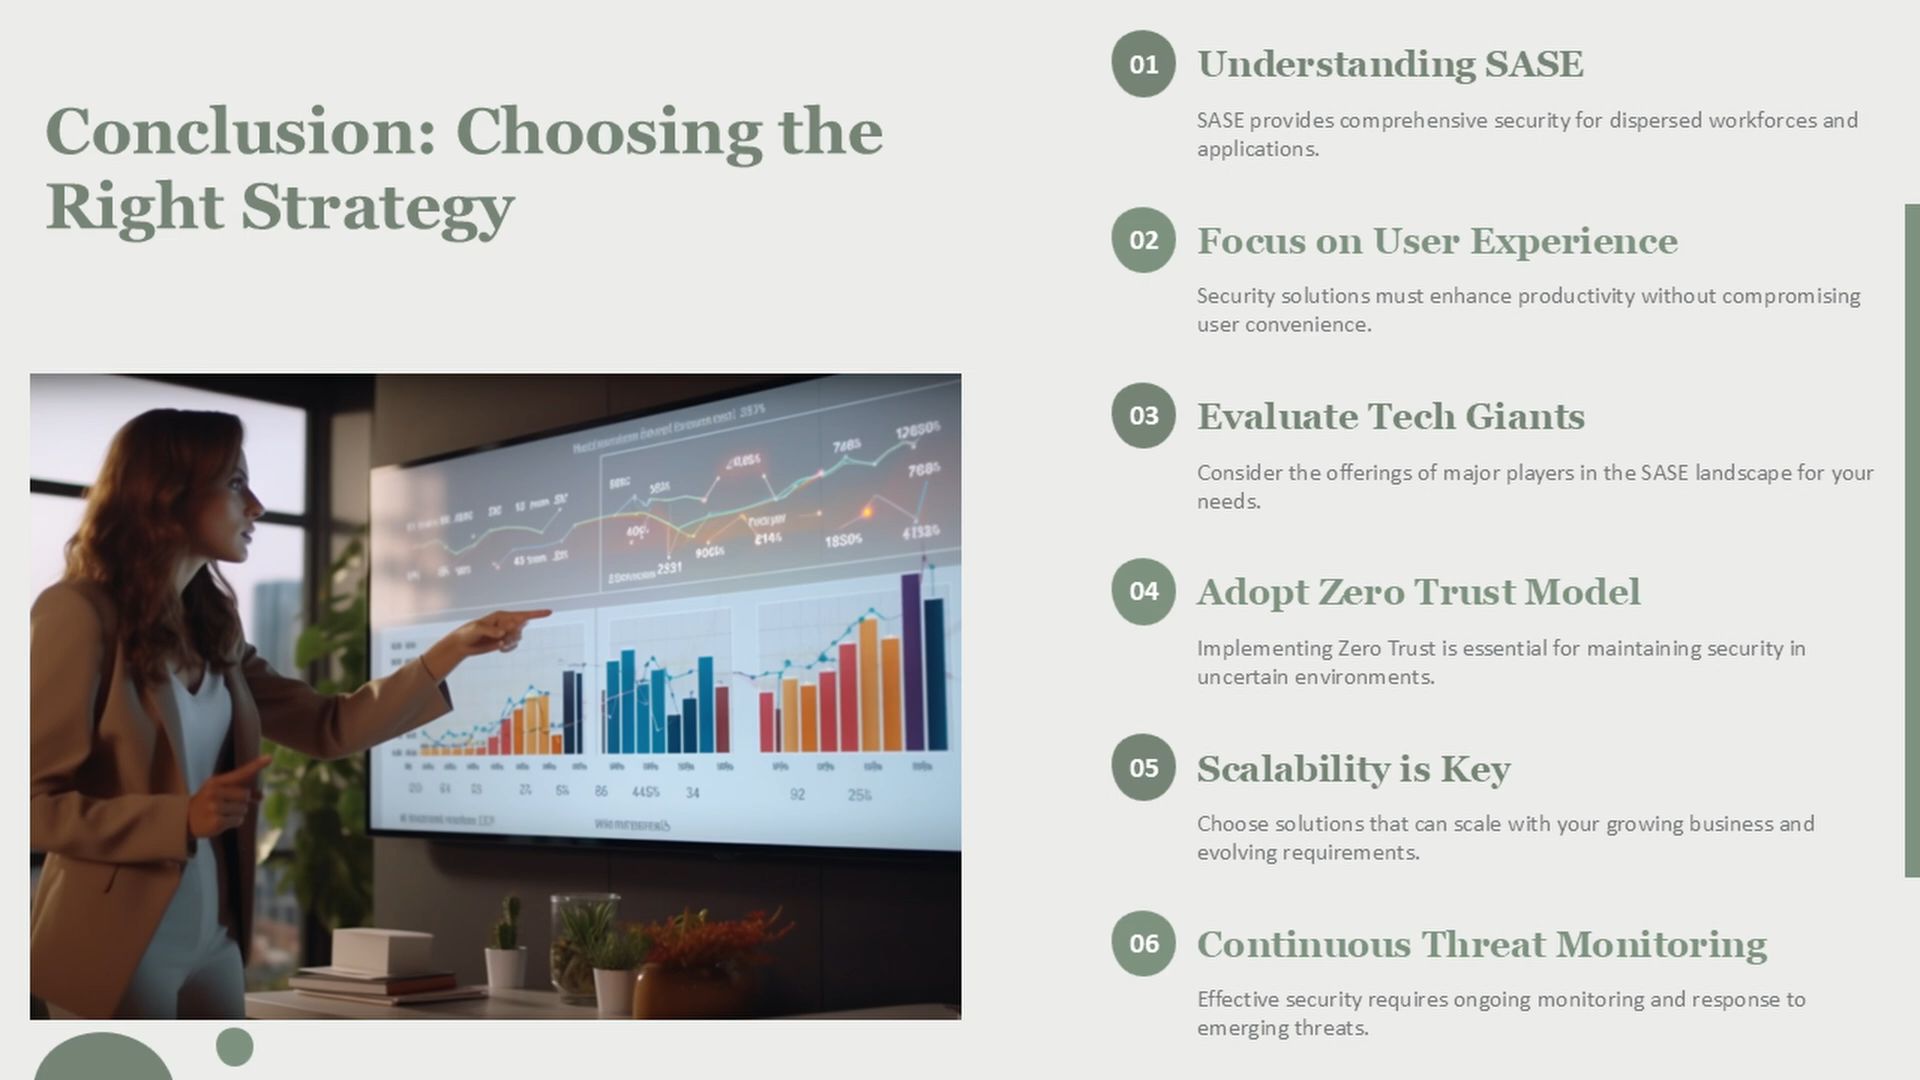 Conclusion: Choosing the
Right Strategy
01
Understanding SASE
SASE provides comprehensive security for dispersed workforces and
applications.
02
Focus on User Experience
Security solutions must enhance productivity without compromising
user convenience.
03
Evaluate Tech Giants
Consider the offerings of major players in the SASE landscape for your
needs.
04
Adopt Zero Trust Model
Implementing Zero Trust is essential for maintaining security in
uncertain environments.
05
Scalability is Key
Choose solutions that can scale with your growing business and
evolving requirements.
06
Continuous Threat Monitoring
Effective security requires ongoing monitoring and response to
emerging threats.
2531
34
92